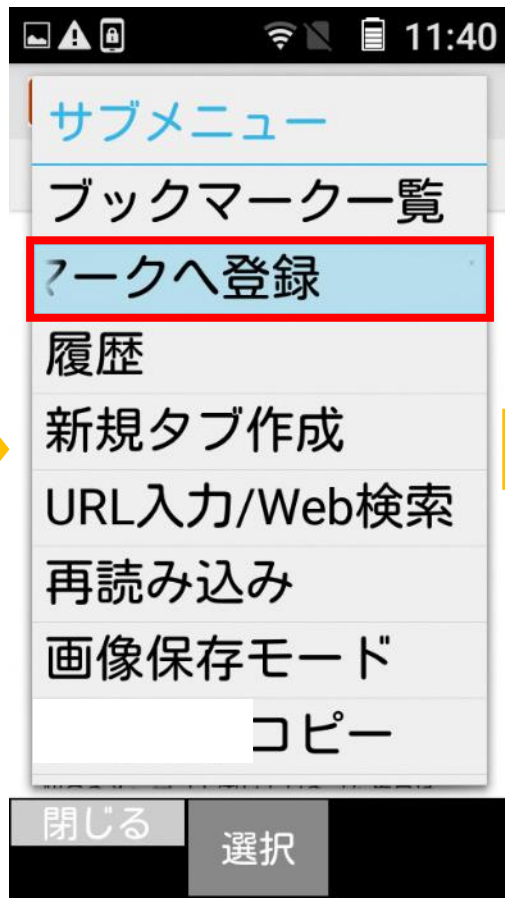 11:40
サブメニュー
ブックマーク一覧
マークへ登録
履歴
新規タブ作成
URL入力/Web検索
再読み込み
画像保存モード
コピー
閉じる
選択